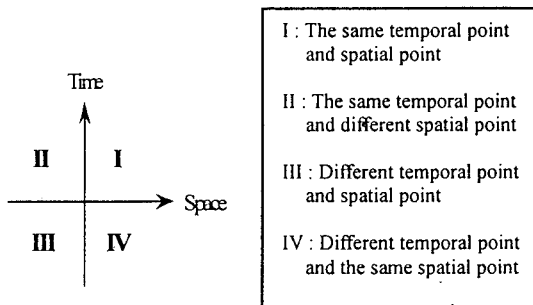 Time
II I
Space
III IV
I : The same temporal point
and spatial point
II : The same temporal point
and different spatial point
III : Different temporal point
and spatial point
IV : Different temporal point
and the same spatial point